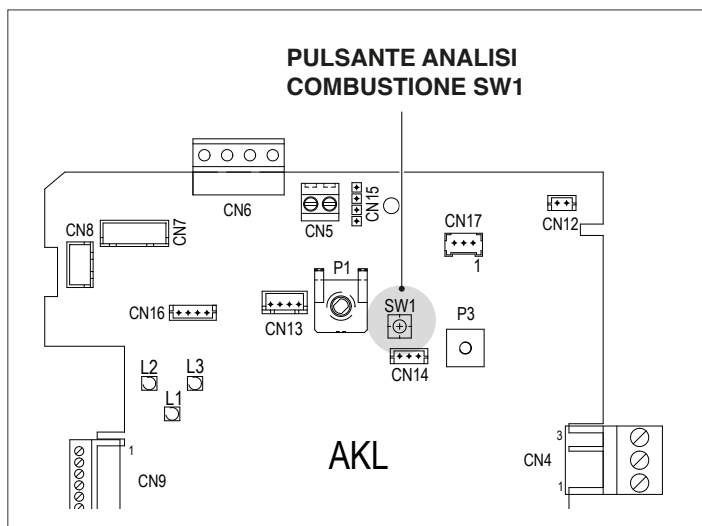 PULSANTE ANALISI
COMBUSTIONE SW1
CN6
CN5
CN15
CN12
CN8
CN7
CN17
1
P1
SW1
P3
CN16
CN13
CN14
L2
L3
L1
AKL
1
CN9
3
CN4
1